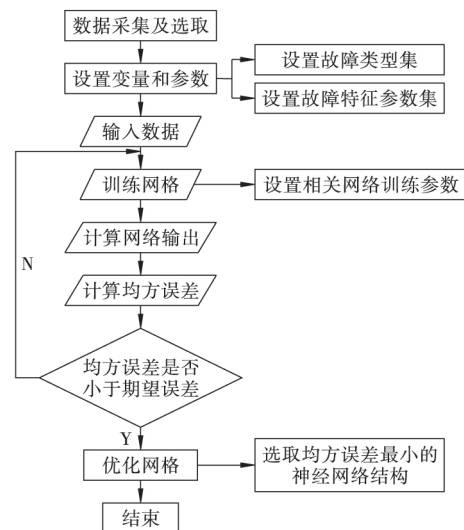 数据采集及选取
设置变量和参数
设置故障类型集
设置故障特征参数集
输入数据
训练网格
设置相关网络训练参数
计算网络输出
N
计算均方误差
均方误差是否
小于期望误差
Y
优化网格
选取均方误差最小的
神经网络结构
结束